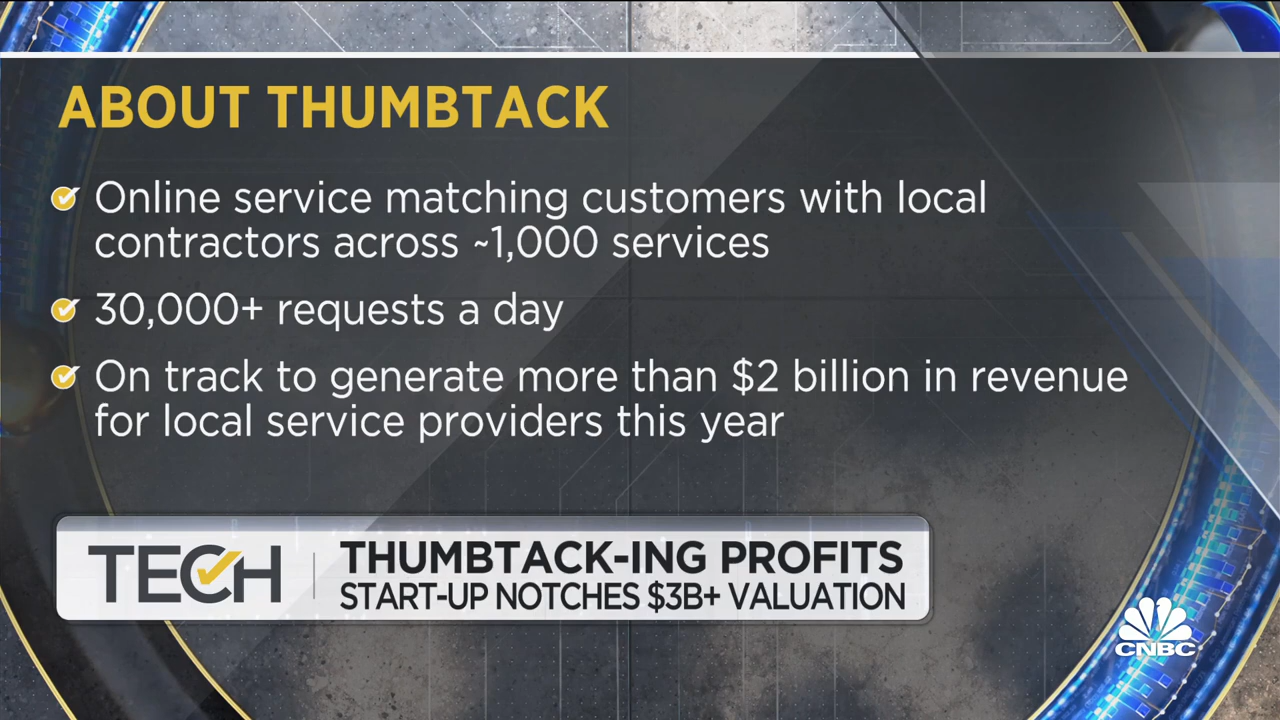 ABOUT THUMBTACK
Online service matching customers with local
contractors across ~1,000 services
30,000+ requests a day
On track to generate more than $2 billion in revenue
for local service providers this year
TECH
THUMBTACK-ING PROFITS
START-UP NOTCHES $3B+ VALUATION
CNBC